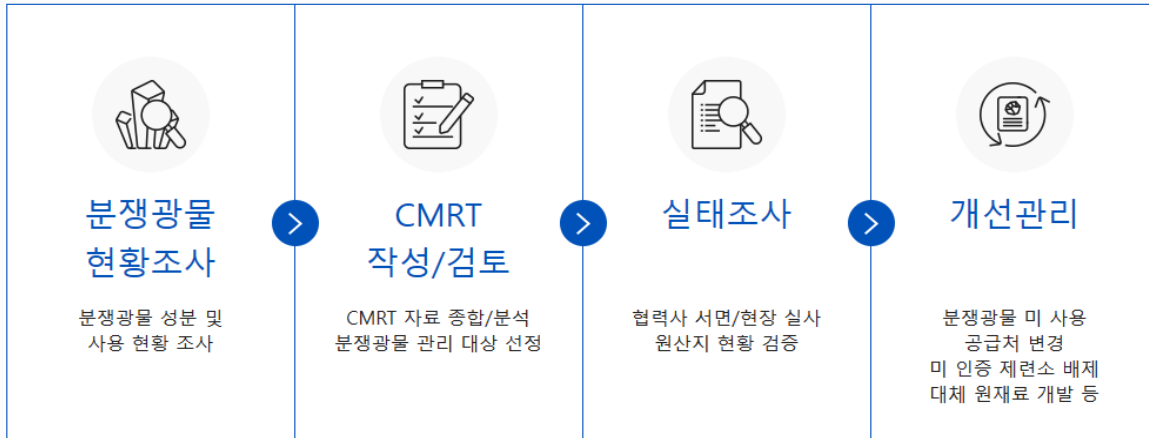 분쟁광물
현황조사
분쟁광물 성분 및
사용 현황 조사
CMRT
작성/검토
CMRT 자료 종합/분석
분쟁광물 관리 대상 선정
실태조사
협력사 서면/현장 실사
원산지 현황 검증
개선관리
분쟁광물 미 사용
공급처 변경
미 인증 제련소 배제
대체 원재료 개발 등